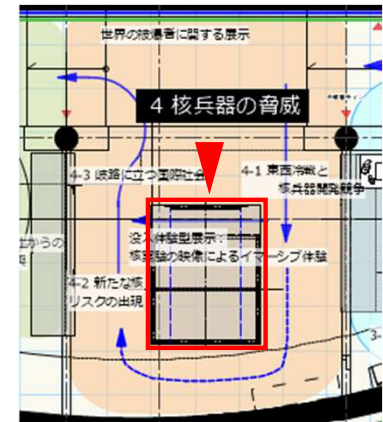 世界の被爆者に関する展示
4 核兵器の脅威
4-3 岐路に立つ国際社会
4-1 東西冷戦と
核兵器開発競争
没入体験型展示：
核実験の映像によるイマーシブ体験
4-2 新たな核
リスクの出現
からの
3-